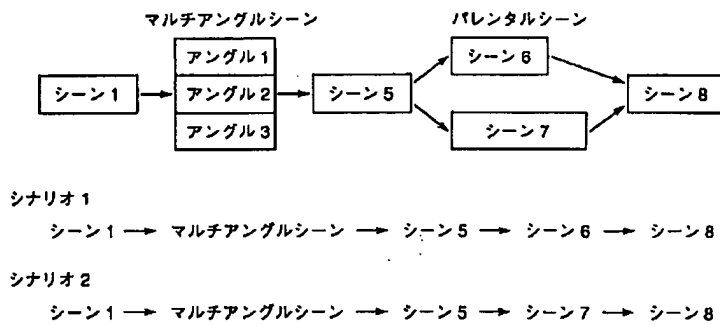 マルチアングルシーン パレンタルシーン
アングル1
シーン6
シーン1 アングル2 シーン5 シーン8
アングル3 シーン7
シナリオ1
シーン1 → マルチアングルシーン → シーン5 → シーン6 → シーン8
シナリオ2
シーン1 → マルチアングルシーン → シーン5 → シーン7 → シーン8